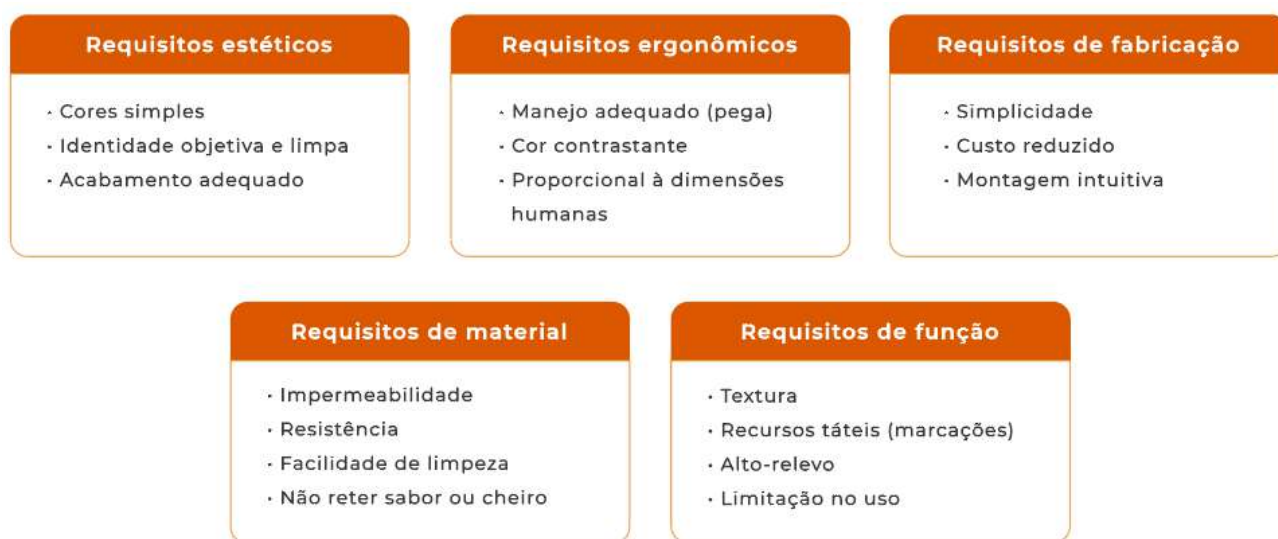 Requisitos estéticos
· Cores simples
· Identidade objetiva e limpa
· Acabamento adequado
Requisitos ergonômicos
· Manejo adequado (pega)
· Cor contrastante
· Proporcional à dimensões
humanas
Requisitos de fabricação
· Simplicidade
· Custo reduzido
· Montagem intuitiva
Requisitos de material
· Impermeabilidade
· Resistência
· Facilidade de limpeza
· Não reter sabor ou cheiro
Requisitos de função
· Textura
· Recursos táteis (marcações)
· Alto-relevo
· Limitação no uso